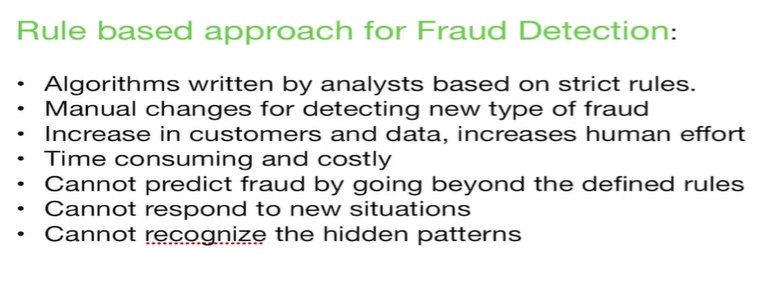 Rule based approach for Fraud Detection:
• Algorithms written by analysts based on strict rules.
• Manual changes for detecting new type of fraud
• Increase in customers and data, increases human effort
• Time consuming and costly
• Cannot predict fraud by going beyond the defined rules
• Cannot respond to new situations
• Cannot recognize the hidden patterns